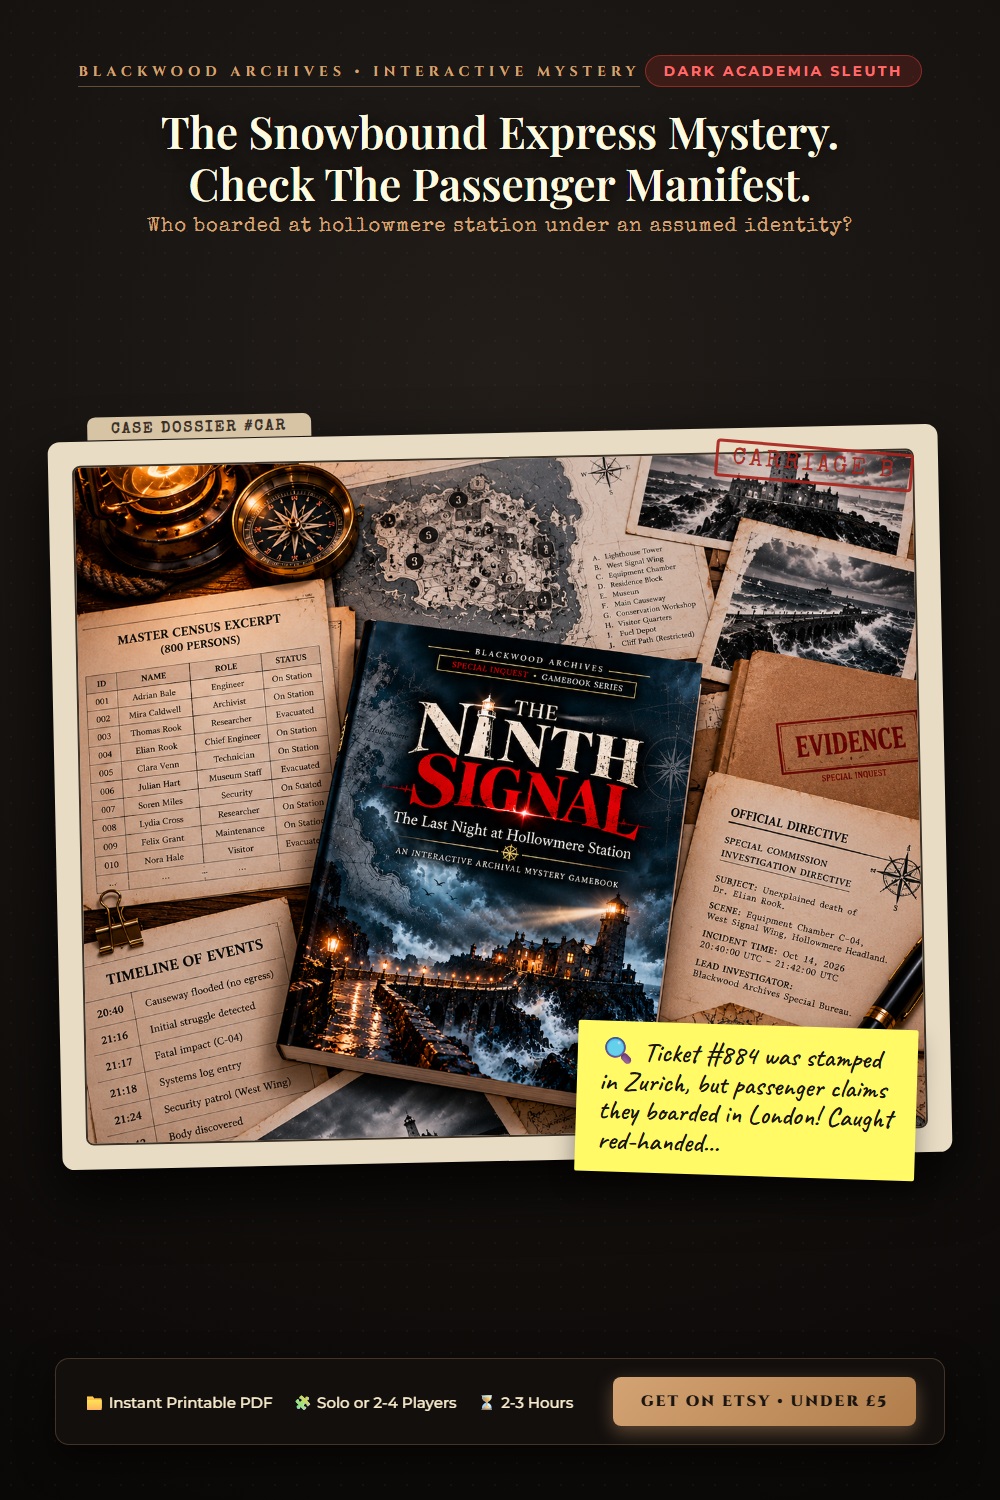 BLACKWOOD ARCHIVES • INTERACTIVE MYSTERY
DARK ACADEMIA SLEUTH
The Snowbound Express Mystery.
Check The Passenger Manifest.
Who boarded at hollowmere station under an assumed identity?
CASE DOSSIER #CAR
CARRIAGE B
N
W
E
S
3
5
3
8
A. Lighthouse Tower
B. West Signal Wing
C. Equipment Chamber
D. Residence Block
E. Museum
F. Main Causeway
G. Conservation Workshop
H. Visitor Quarters
I. Fuel Depot
J. Cliff Path (Restricted)
MASTER CENSUS EXCERPT
(800 PERSONS)
ID NAME ROLE STATUS
001 Adrian Bale Engineer On Station
002 Mira Caldwell Archivist On Station
003 Thomas Rook Researcher Evacuated
004 Elian Rook Chief Engineer On Station
005 Clara Venn Technician On Station
006 Julian Hart Museum Staff Evacuated
007 Soren Miles Security On Suated
008 Lydia Cross Researcher On Station
009 Felix Grant Maintenance On Statio
010 Nora Hale Visitor Evacuate
... ... ...
TIMELINE OF EVENTS
20:40 Causeway flooded (no egress)
21:16 Initial struggle detected
21:17 Fatal impact (C-04)
21:18 Systems log entry
21:24 Security patrol (West Wing)
Body discovered
Hollowmere
BLACKWOOD ARCHIVES
SPECIAL INQUEST • GAMEBOOK SERIES
THE
NINTH
SIGNAL
The Last Night at Hollowmere Station
AN INTERACTIVE ARCHIVAL MYSTERY GAMEBOOK
EVIDENCE
SPECIAL INQUEST
OFFICIAL DIRECTIVE
SPECIAL COMMISSION
INVESTIGATION DIRECTIVE
SUBJECT: Unexplained death of
Dr. Elian Rook.
SCENE: Equipment Chamber C-04,
West Signal Wing, Hollowmere Headland.
INCIDENT TIME: Oct 14, 2026
20:40:00 UTC – 21:42:00 UTC
LEAD INVESTIGATOR:
Blackwood Archives Special Bureau.
S
Ticket #884 was stamped
in Zurich, but passenger claims
they boarded in London! Caught
red-handed...
Instant Printable PDF
Solo or 2-4 Players
2-3 Hours
GET ON ETSY • UNDER £5